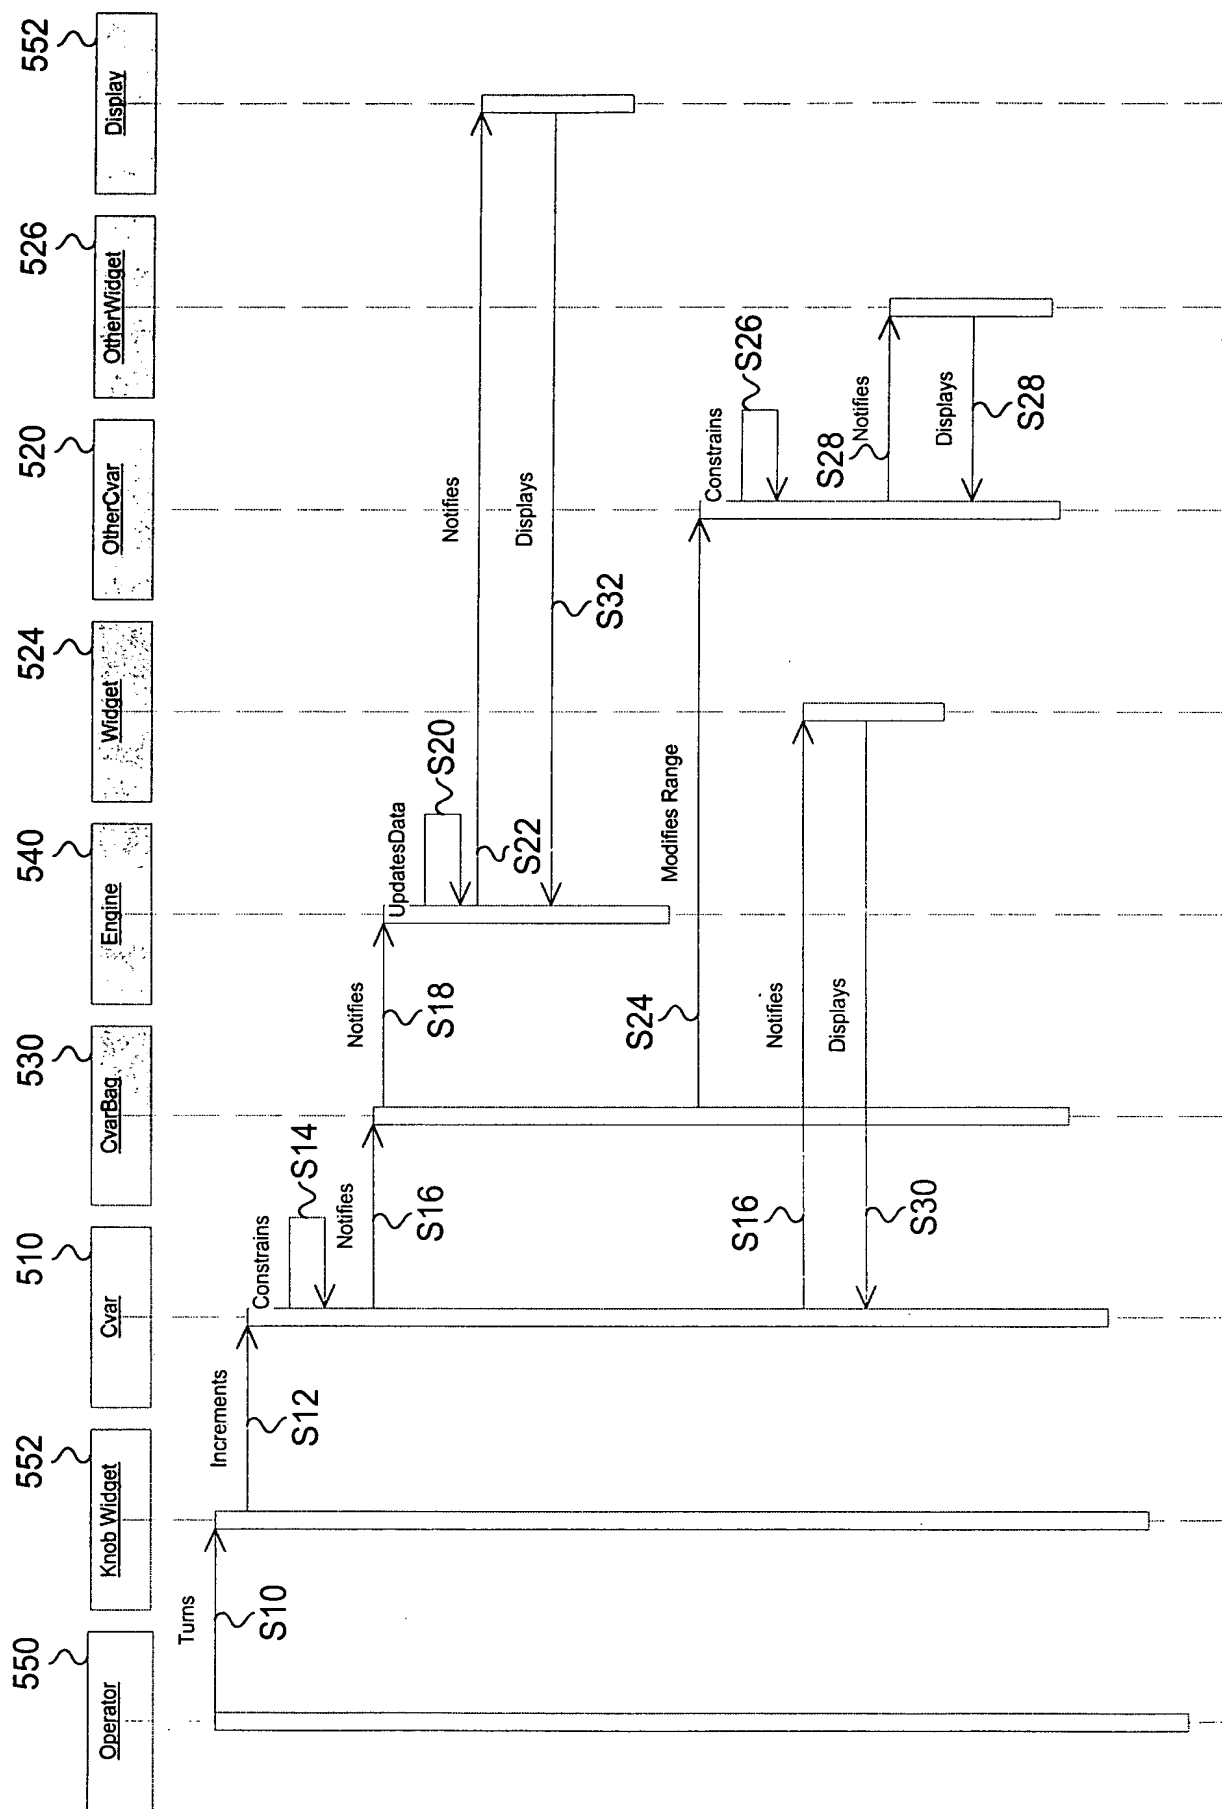 550
552
510
530
540
524
520
526
552
Operator
Knob Widget
Cvar
CvarBag
Engine
Widget
OtherCvar
OtherWidget
Display
Turns
S10
Increments
S12
Constrains
S14
Notifies
S16
Notifies
S18
UpdatesData
S20
Notifies
S22
Displays
S32
Modifies Range
S24
Constrains
S26
Notifies
S16
Displays
S30
Notifies
S28
Displays
S28